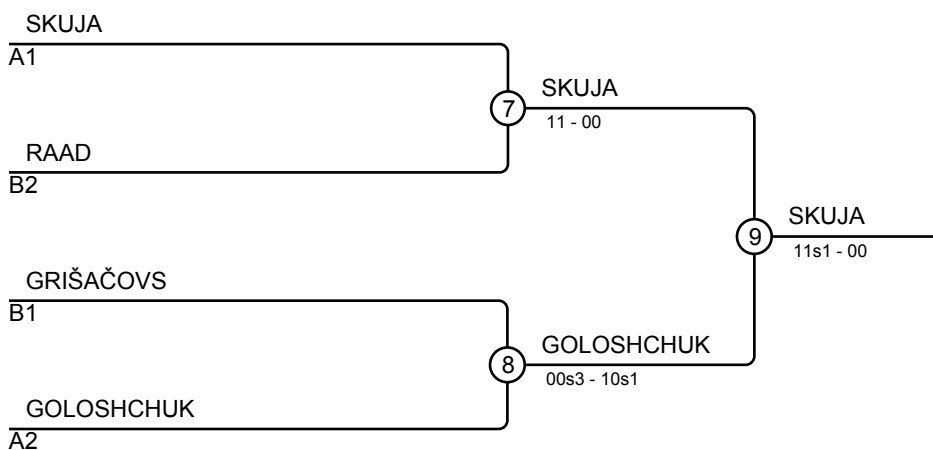 SKUJA
A1
7
SKUJA
11 - 00
RAAD
B2
9
SKUJA
11s1 - 00
GRIŠAČOVS
B1
8
GOLOSHCHUK
00s3 - 10s1
GOLOSHCHUK
A2